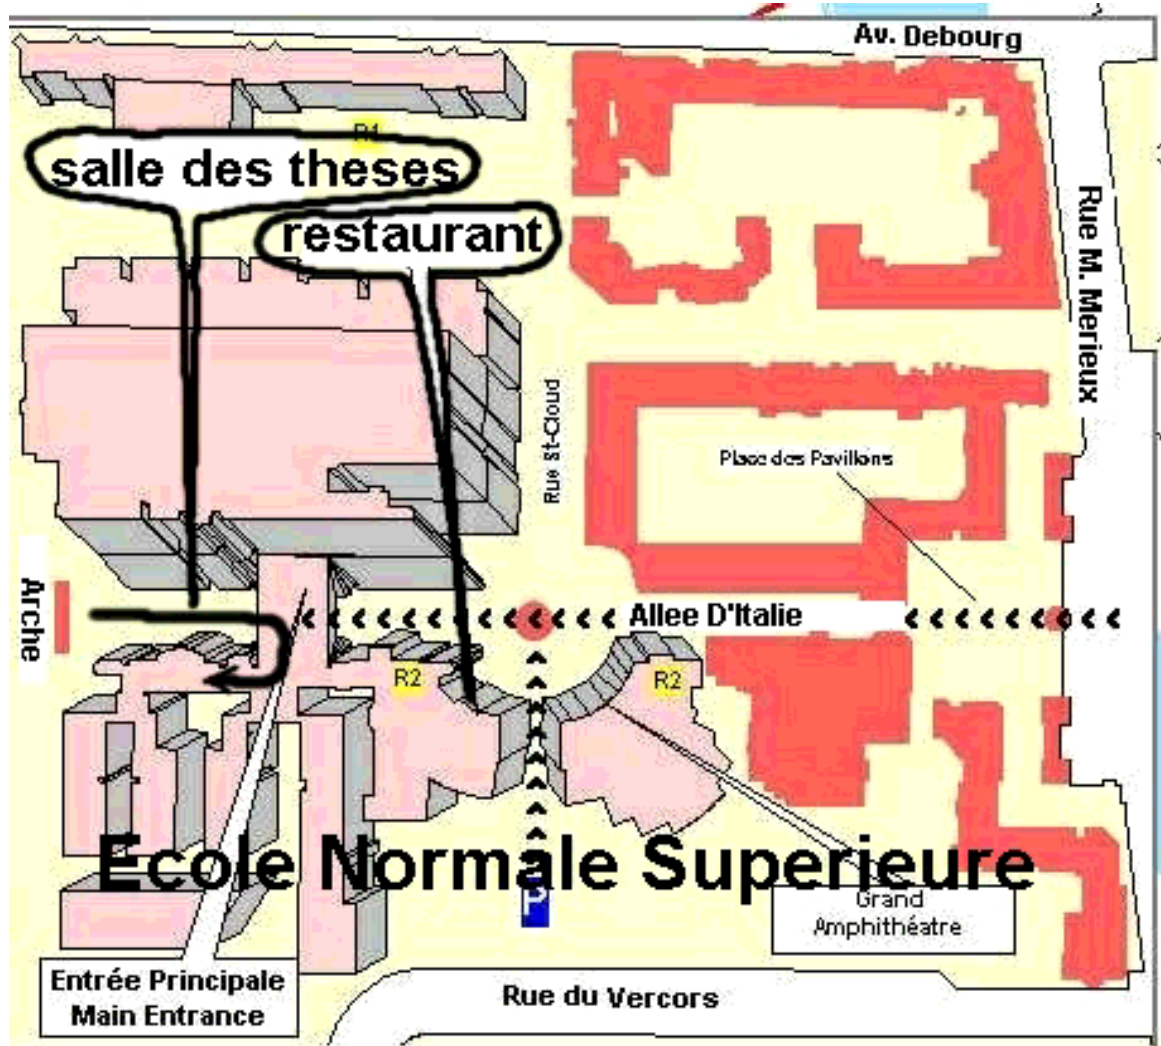 Av. Debourg
R1
salle des theses
restaurant
Rue M. Merieux
Rue St-Cloud
Place des Pavillons
Arche
Allee D'Italie
R2
R2
Ecole Normale Superieure
P
Grand
Amphithéatre
Entrée Principale
Main Entrance
Rue du Vercors